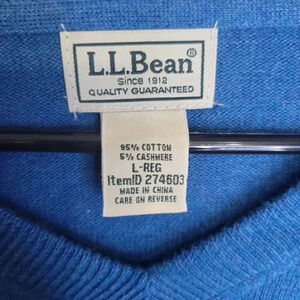 L.L.Bean®
Since 1912
QUALITY GUARANTEED
95% COTTON
5% CASHMERE
L-REG
ItemID 274603
MADE IN CHINA
CARE ON REVERSE